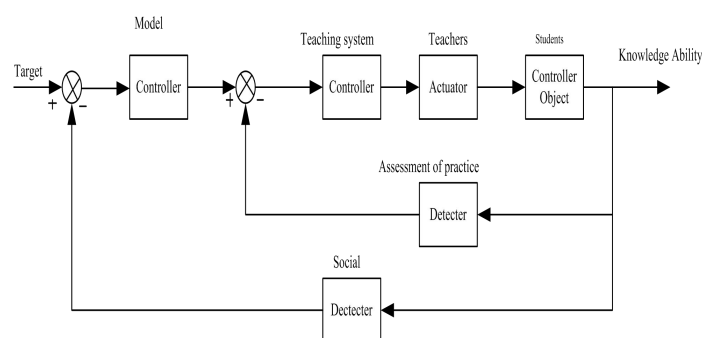 Model
Teaching system
Teachers
Students
Knowledge Ability
Target
Controller
Controller
Actuator
Controller
Object
+
−
+
−
Assessment of practice
Detecter
Social
Dectecter